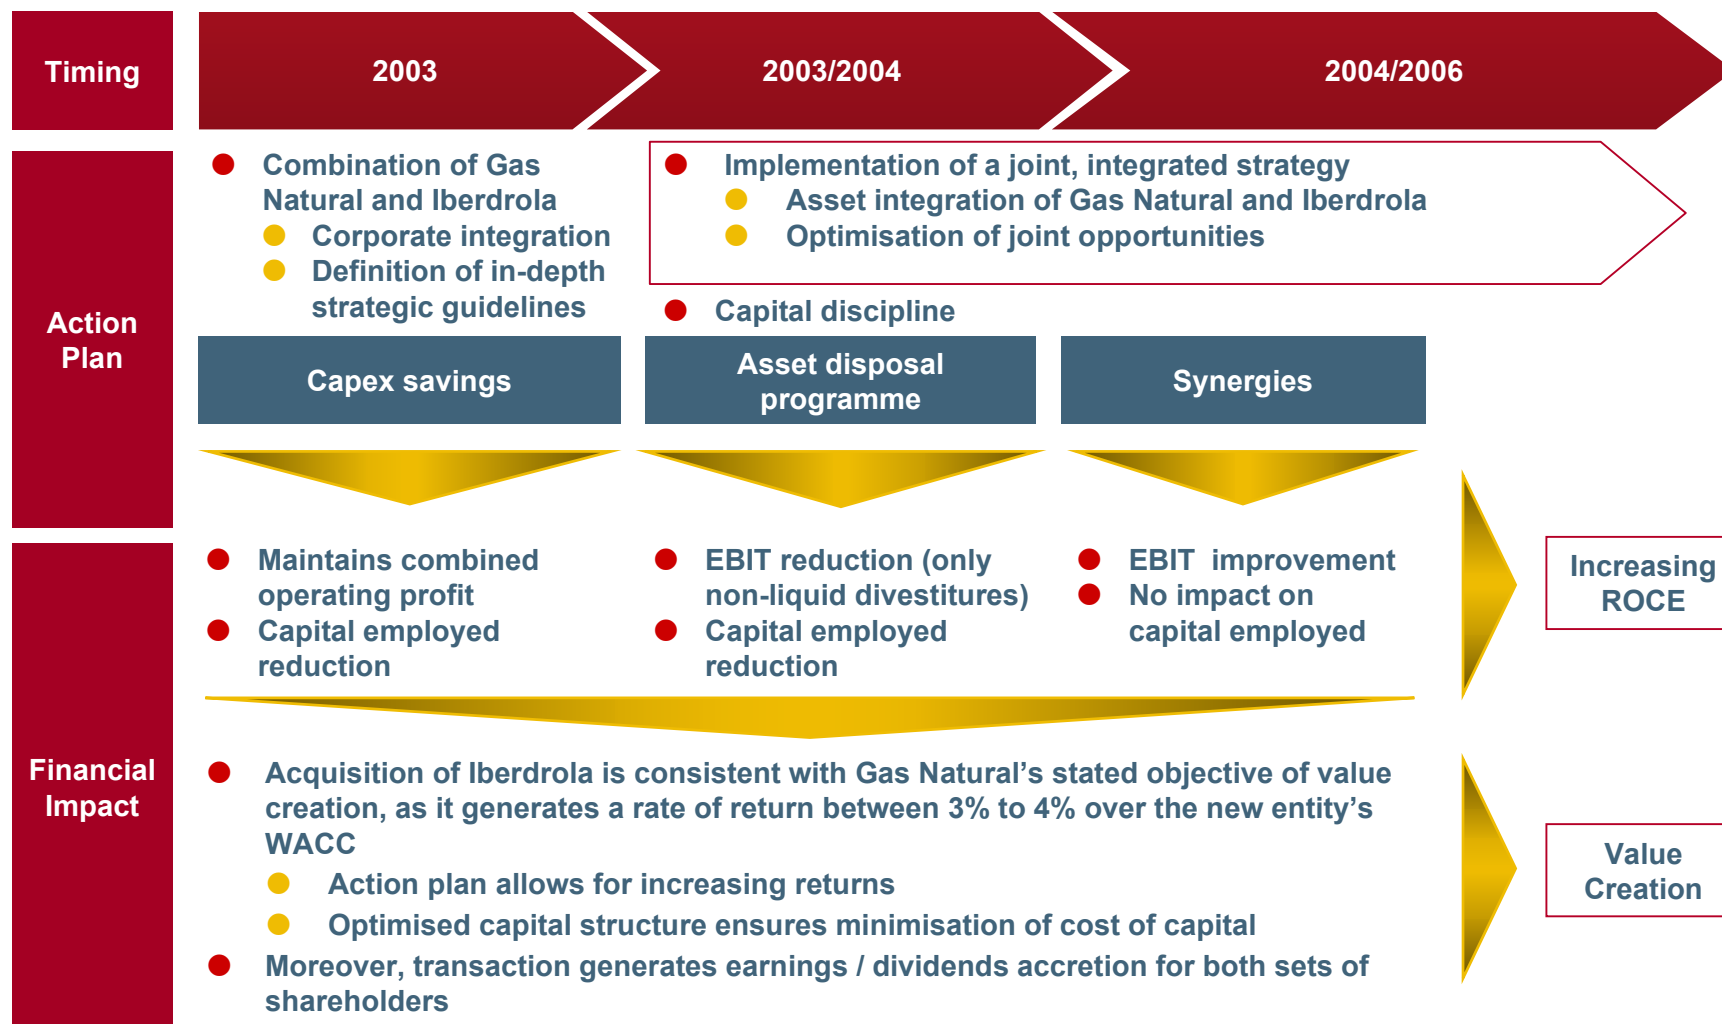 Timing
2003
2003/2004
2004/2006
Action
Plan
Combination of Gas
Natural and Iberdrola
Corporate integration
Definition of in-depth
strategic guidelines
Implementation of a joint, integrated strategy
Asset integration of Gas Natural and Iberdrola
Optimisation of joint opportunities
Capital discipline
Capex savings
Asset disposal
programme
Synergies
Financial
Impact
Maintains combined
operating profit
Capital employed
reduction
EBIT reduction (only
non-liquid divestitures)
Capital employed
reduction
EBIT improvement
No impact on
capital employed
Increasing
ROCE
Acquisition of Iberdrola is consistent with Gas Natural’s stated objective of value
creation, as it generates a rate of return between 3% to 4% over the new entity’s
WACC
Action plan allows for increasing returns
Optimised capital structure ensures minimisation of cost of capital
Moreover, transaction generates earnings / dividends accretion for both sets of
shareholders
Value
Creation